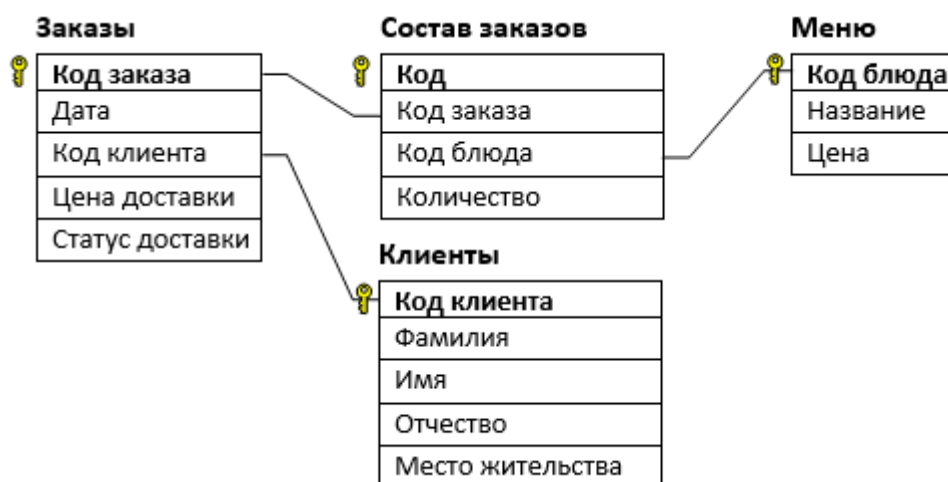 Заказы
Код заказа
Дата
Код клиента
Цена доставки
Статус доставки
Состав заказов
Код
Код заказа
Код блюда
Количество
Меню
Код блюда
Название
Цена
Клиенты
Код клиента
Фамилия
Имя
Отчество
Место жительства